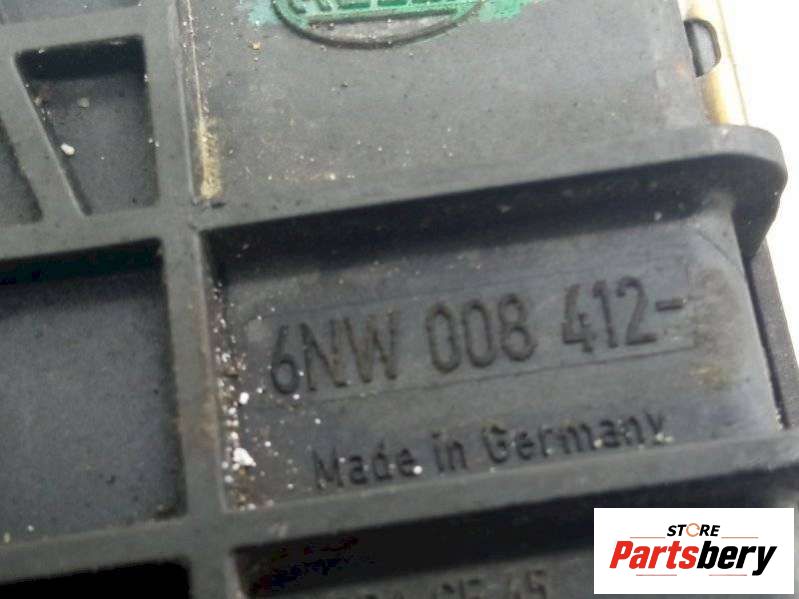 6NW 008 412-
Made in Germany
STORE
Partsbery